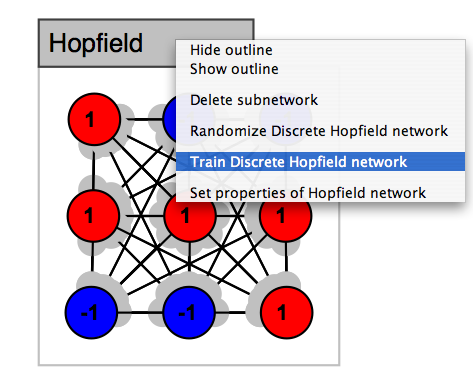 Hopfield
Hide outline
Show outline
Delete subnetwork
Randomize Discrete Hopfield network
Train Discrete Hopfield network
Set properties of Hopfield network
1
1 1 1
-1 -1 1